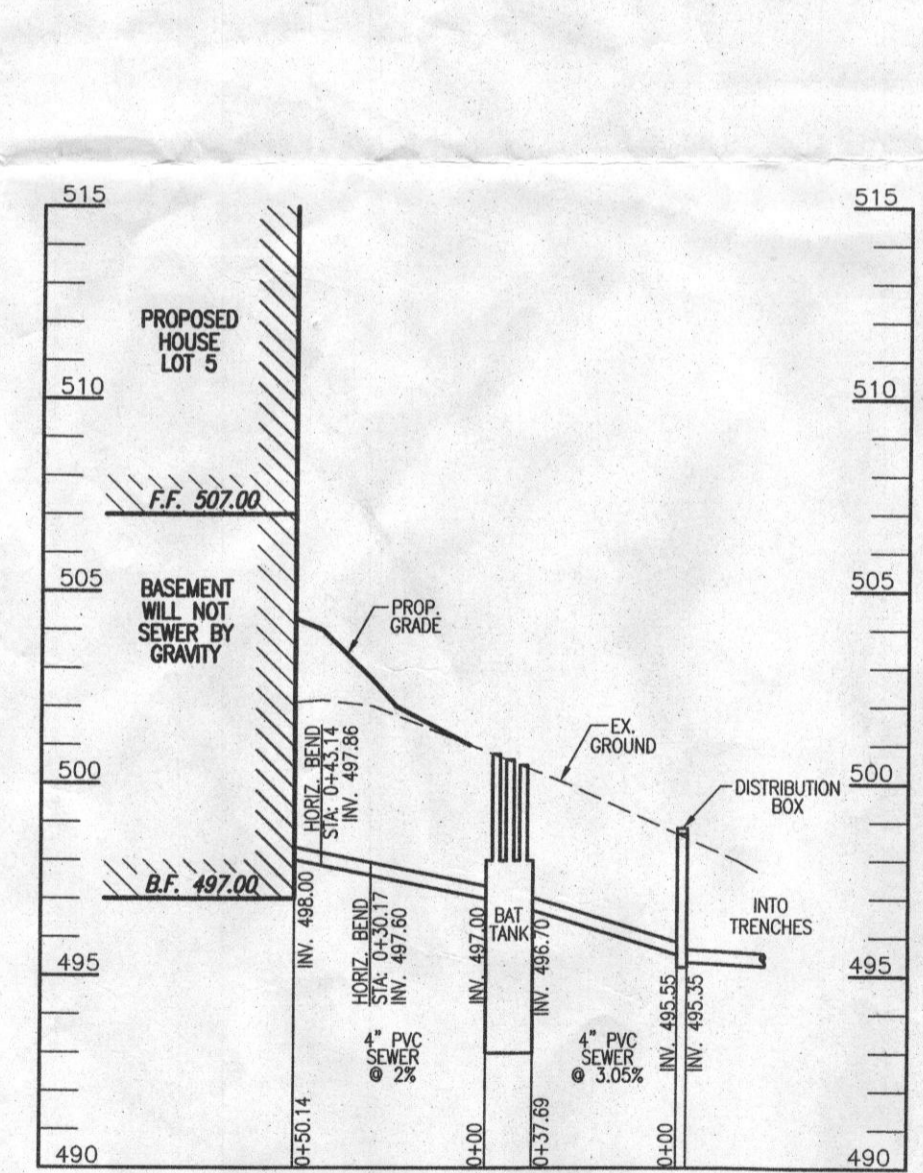 515
515
PROPOSED
HOUSE
LOT 5
510
510
F.F. 507.00
505
505
BASEMENT
WILL NOT
SEWER BY
GRAVITY
PROP.
GRADE
EX.
GROUND
500
500
HORIZ. BEND
STA: 0+43.14
INV. 497.86
DISTRIBUTION
BOX
B.F. 497.00
INV. 498.00
HORIZ. BEND
STA: 0+30.17
INV. 497.60
INV. 497.00
BAT
TANK
INV. 496.70
INTO
TRENCHES
495
495
INV. 495.55
INV. 495.35
4" PVC
SEWER
@ 2%
4" PVC
SEWER
@ 3.05%
0+50.14
0+00
0+37.69
0+00
490
490